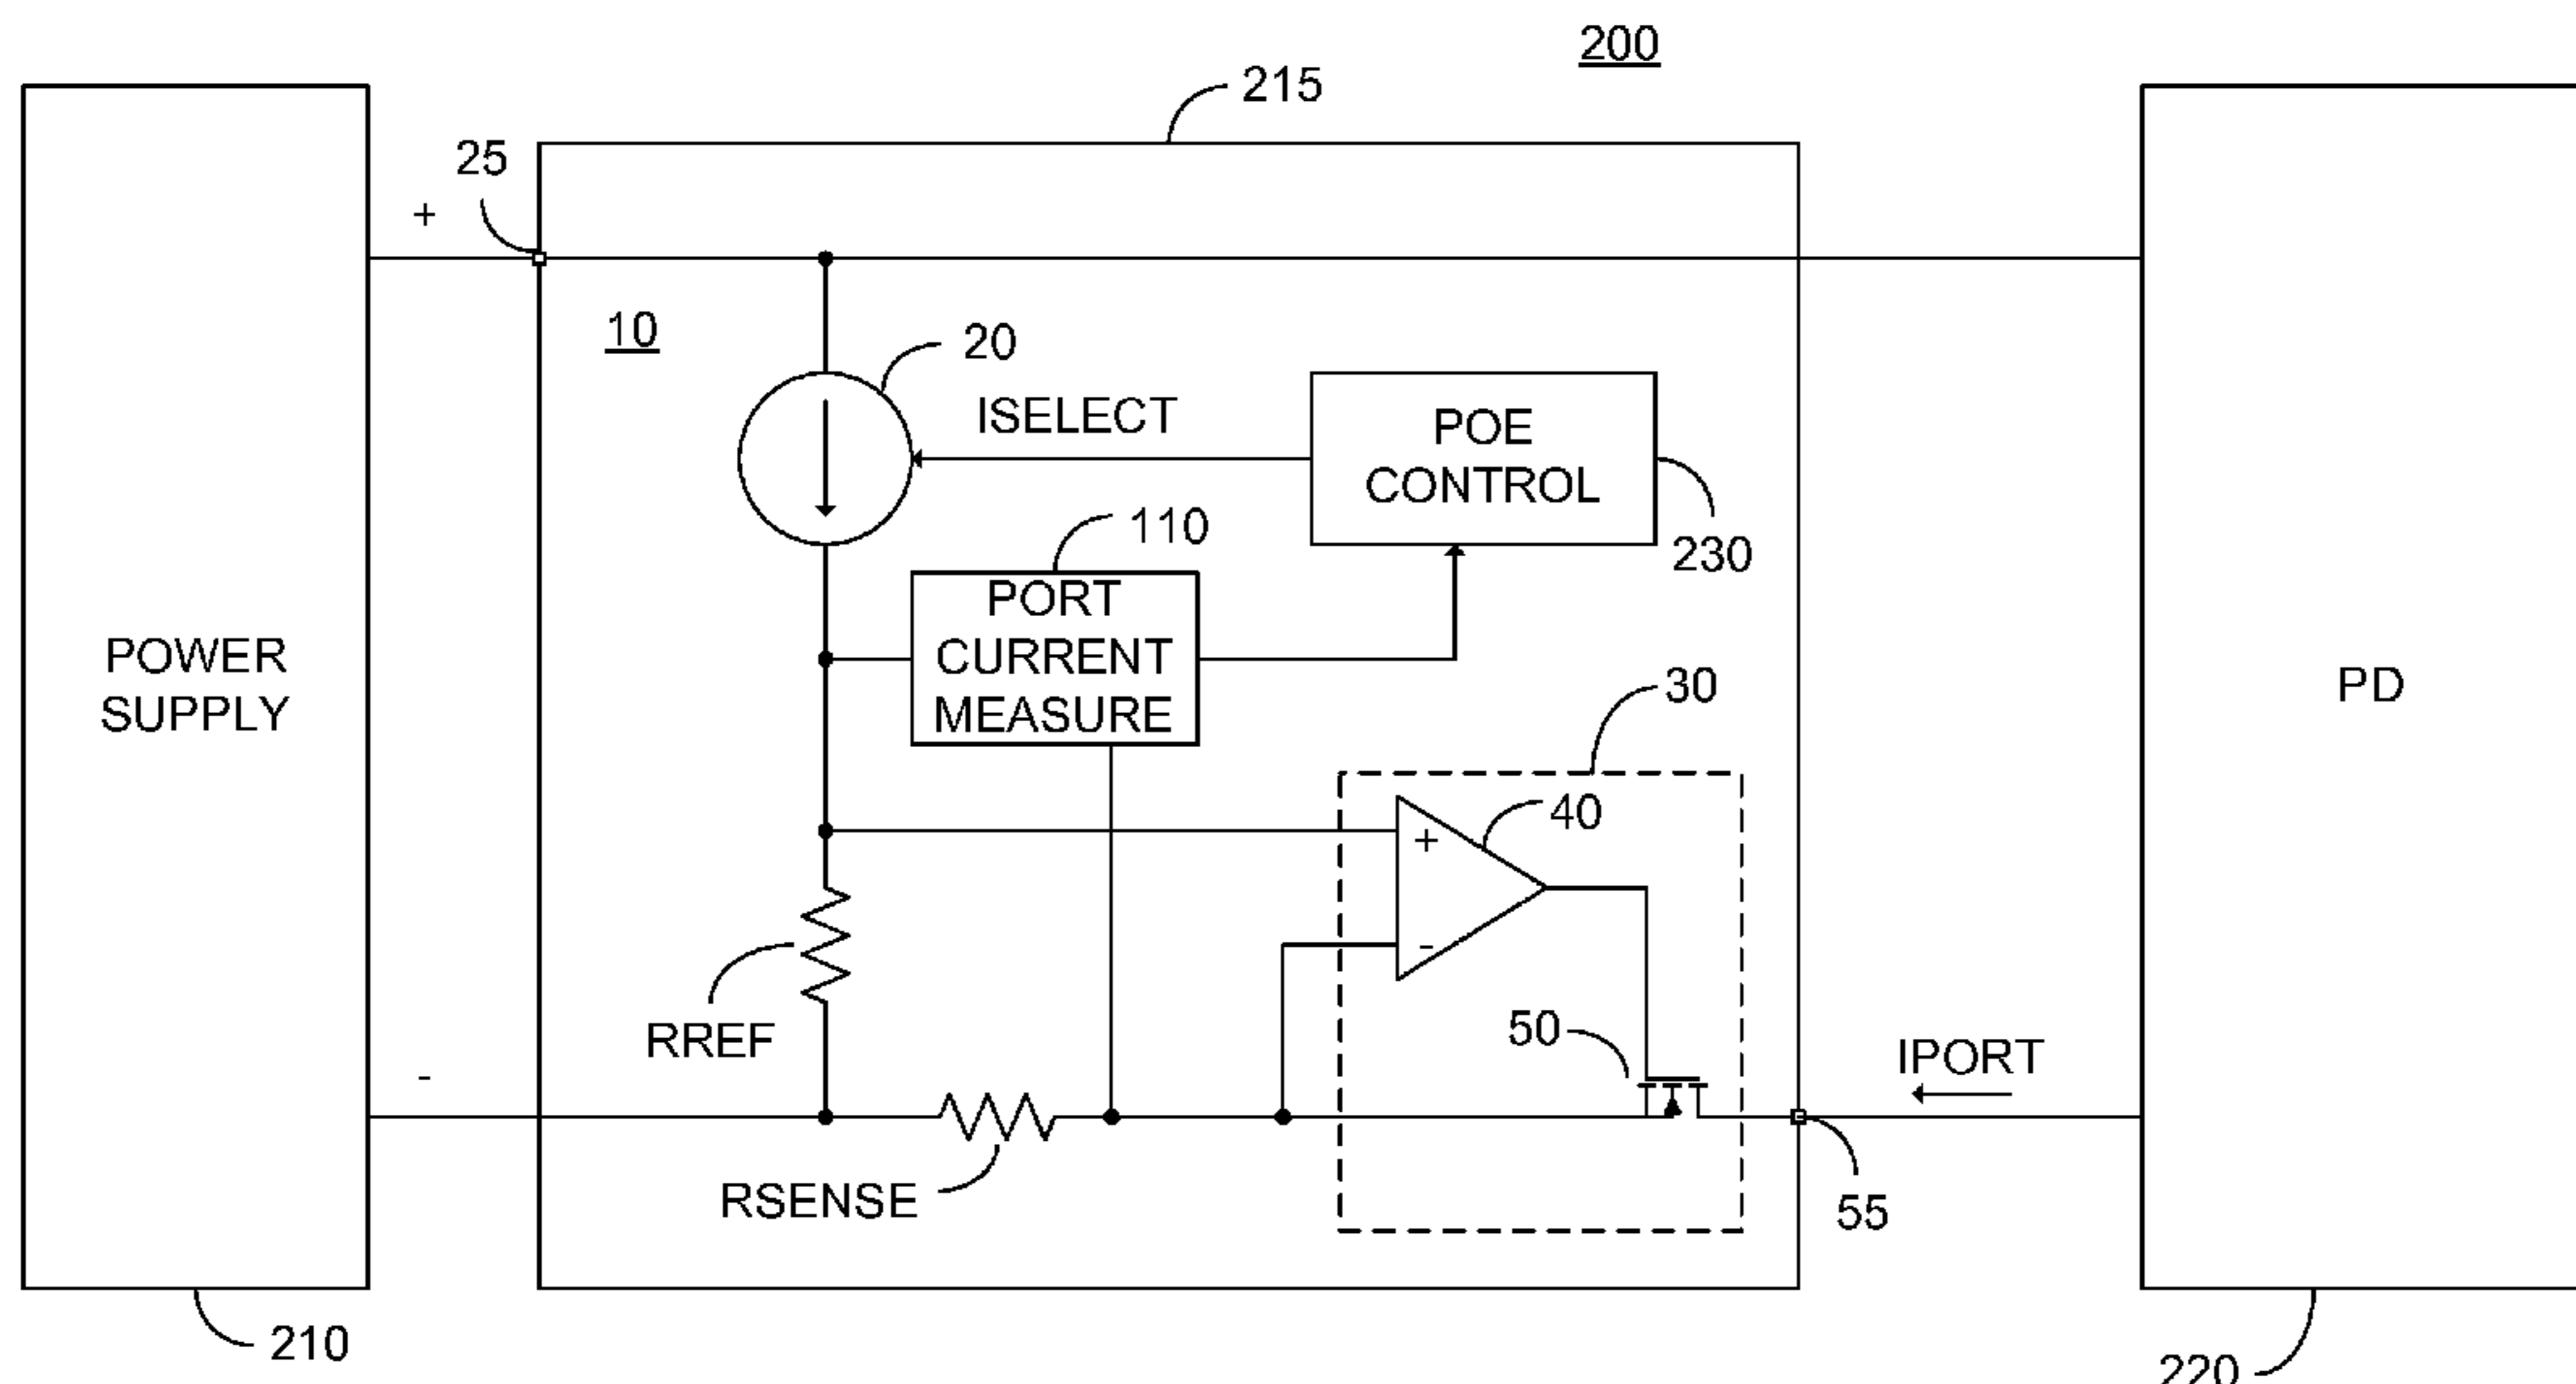 200
215
25
+
10
20
ISELECT
POE
CONTROL
230
110
PORT
CURRENT
MEASURE
30
40
+
-
POWER
SUPPLY
PD
RREF
50
IPORT
-
RSENSE
55
210
220